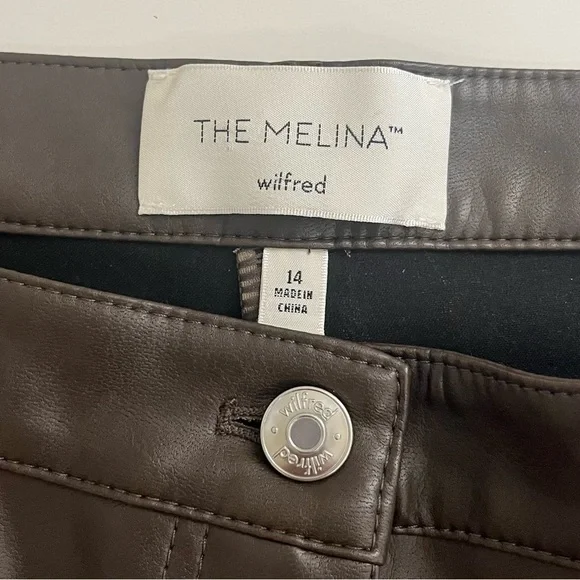 THE MELINA™
wilfred
14
MADE IN
CHINA
wilfred
wilfred